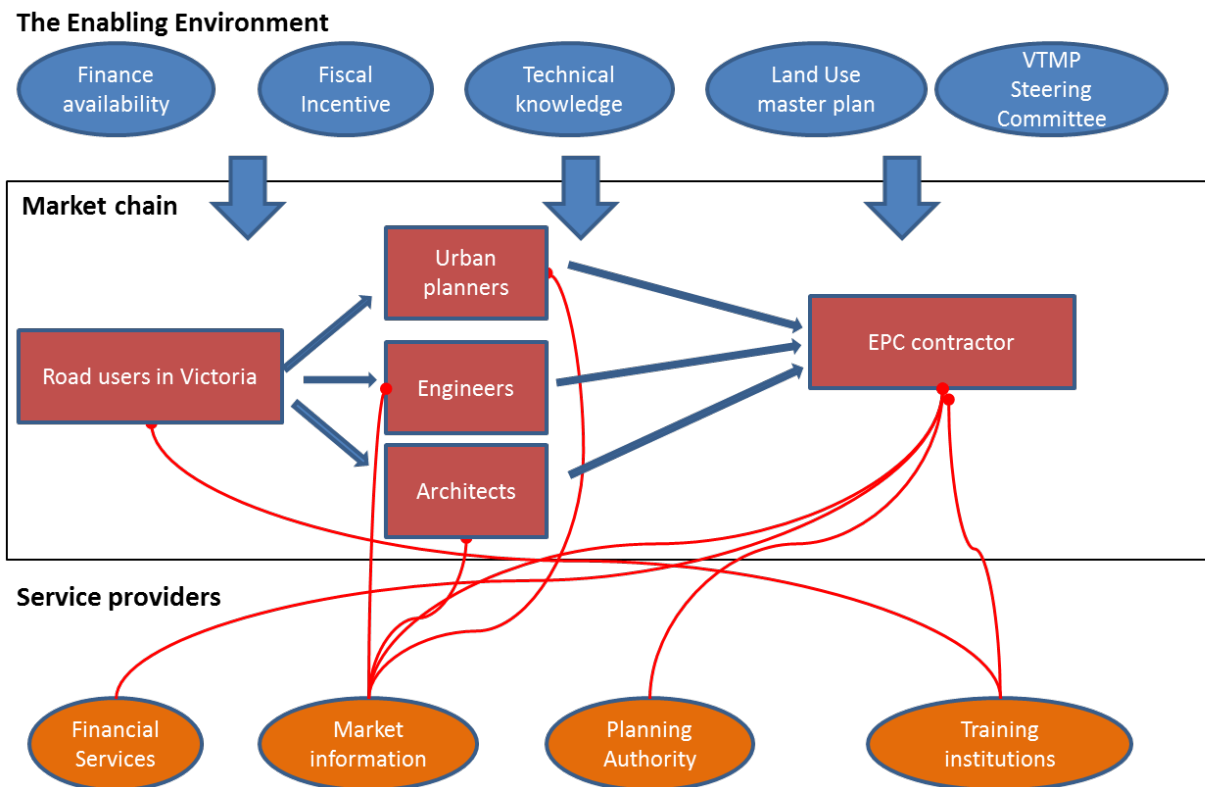 The Enabling Environment
Finance
availability
Fiscal
Incentive
Technical
knowledge
Land Use
master plan
VTMP
Steering
Committee
Market chain
Urban
planners
Road users in Victoria
Engineers
EPC contractor
Architects
Service providers
Financial
Services
Market
information
Planning
Authority
Training
institutions